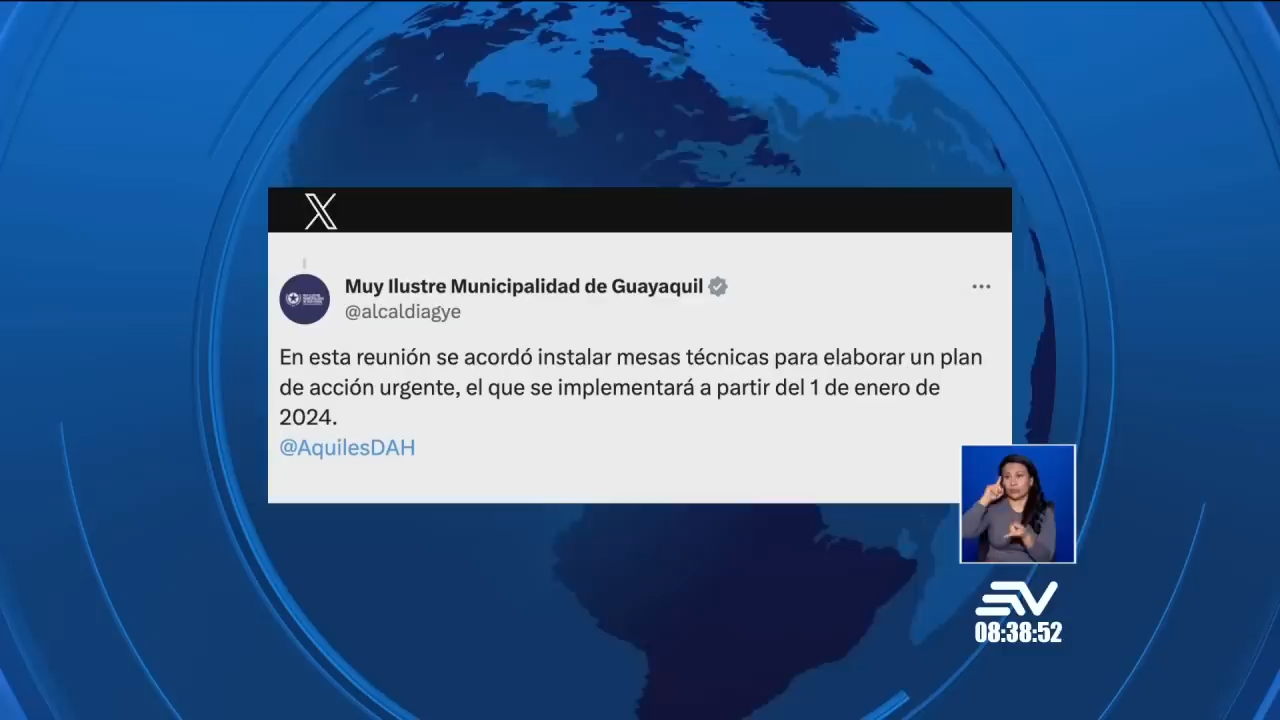 X
Muy Ilustre Municipalidad de Guayaquil
@alcaldiagye
En esta reunión se acordó instalar mesas técnicas para elaborar un plan
de acción urgente, el que se implementará a partir del 1 de enero de
2024.
@AquilesDAH
08:38:52